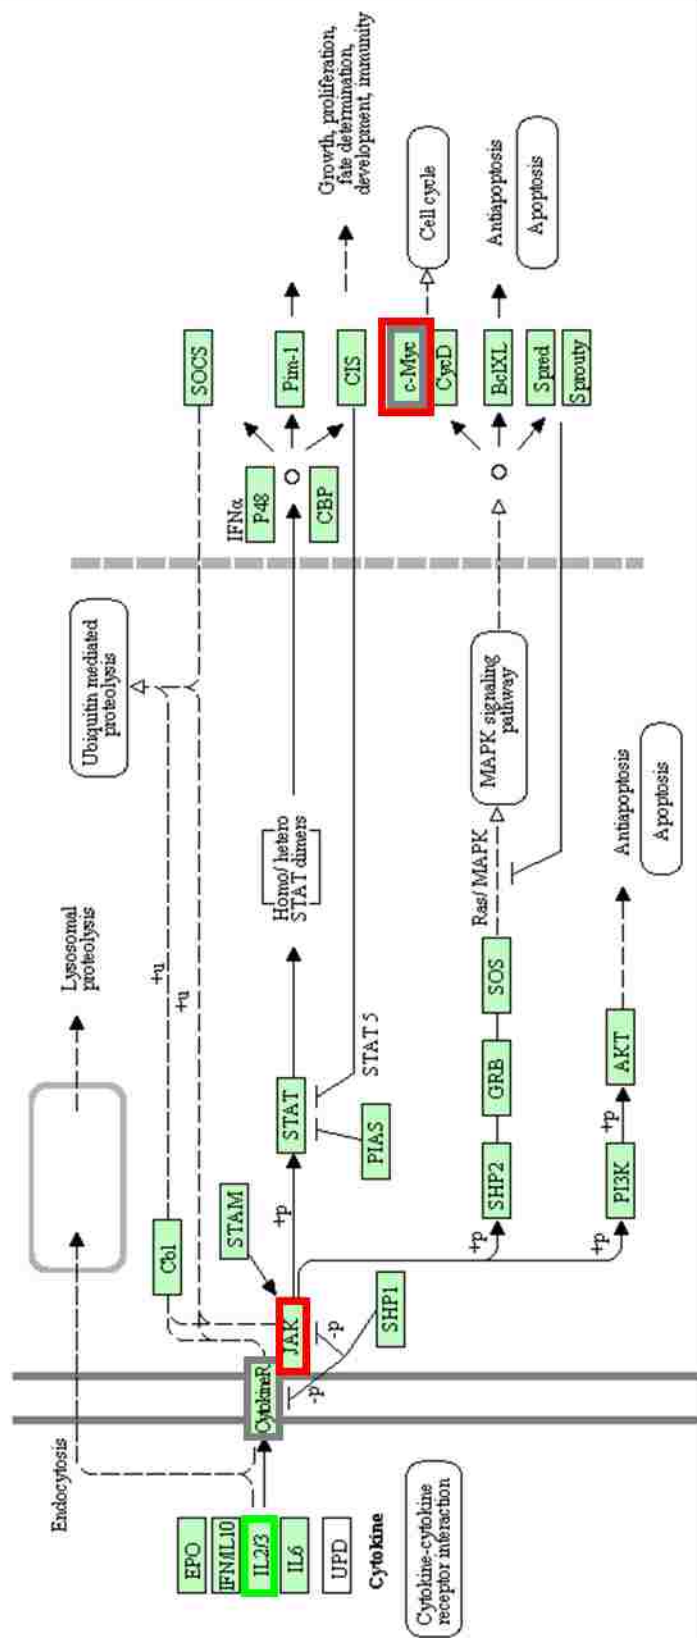 Endocytosis
Lysosomal
proteolysis
Ubiquitin mediated
proteolysis
Cbl
+u
+u
SOCS
EPO
IFN/IL10
IL2/3
IL6
UPD
Cytokine
Cytokine-cytokine
receptor interaction
CytokineR
JAK
STAM
-p
-p
SHP1
+p
STAT
PIAS
STAT 5
Homo/ hetero
STAT dimers
IFNα
P48
CBP
Pim-1
CIS
Growth, proliferation,
fate determination,
development, immunity
+p
SHP2
GRB
SOS
Ras/ MAPK
MAPK signaling
pathway
c-Myc
CycD
Cell cycle
BclXL
Antiapoptosis
Apoptosis
Spred
Sprouty
+p
PI3K
+p
AKT
Antiapoptosis
Apoptosis